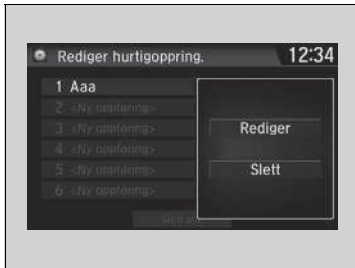 Rediger hurtigoppring. 12:34
1 Aaa
2 <Ny oppføring>
3 <Ny oppføring>
4 <Ny oppføring>
5 <Ny oppføring>
6 <Ny oppføring>
Rediger
Slett